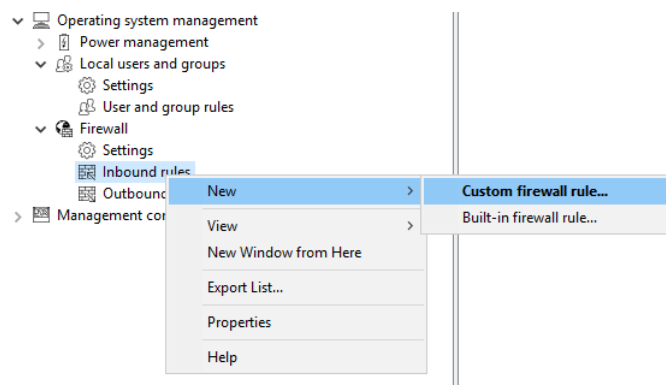 Operating system management
Power management
Local users and groups
Settings
User and group rules
Firewall
Settings
Inbound rules
Outbound
Management cor
New
View
New Window from Here
Export List...
Properties
Help
Custom firewall rule...
Built-in firewall rule...